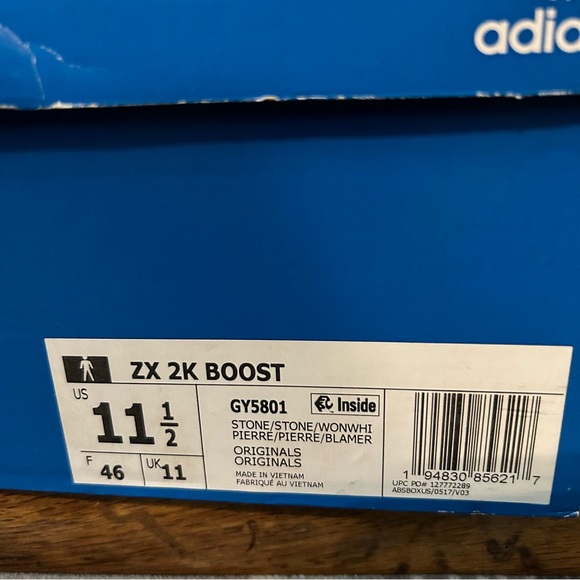 adidas
ZX 2K BOOST
US
11 1/2
F 46
UK 11
GY5801
Inside
STONE/STONE/WONWHI
PIERRE/PIERRE/BLAMER
ORIGINALS
ORIGINALS
MADE IN VIETNAM
FABRIQUÉ AU VIETNAM
1 94830 85621 7
UPC PO# 127772289
ABSBOXUS/0517/V03